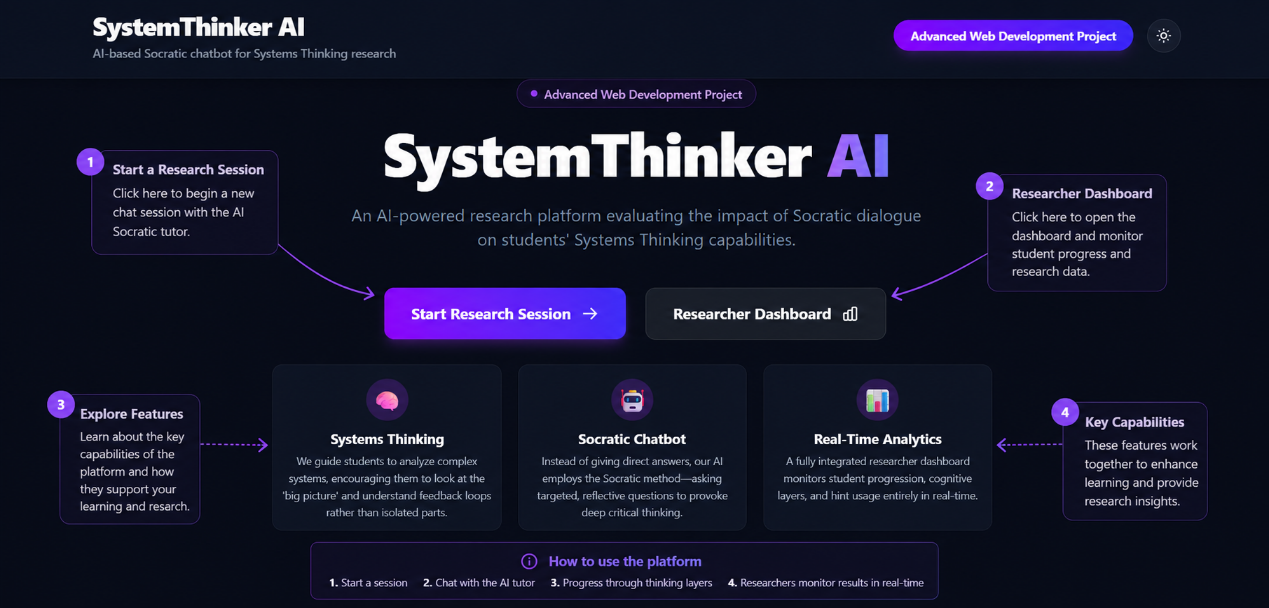 SystemThinker AI
AI-based Socratic chatbot for Systems Thinking research
Advanced Web Development Project
Advanced Web Development Project
SystemThinker AI
An AI-powered research platform evaluating the impact of Socratic dialogue
on students' Systems Thinking capabilities.
1
Start a Research Session
Click here to begin a new
chat session with the AI
Socratic tutor.
2
Researcher Dashboard
Click here to open the
dashboard and monitor
student progress and
research data.
Start Research Session
Researcher Dashboard
3
Explore Features
Learn about the key
capabilities of the
platform and how
they support your
learning and resarch.
Systems Thinking
We guide students to analyze complex
systems, encouraging them to look at the
'big picture' and understand feedback loops
rather than isolated parts.
Socratic Chatbot
Instead of giving direct answers, our AI
employs the Socratic method—asking
targeted, reflective questions to provoke
deep critical thinking.
Real-Time Analytics
A fully integrated researcher dashboard
monitors student progression, cognitive
layers, and hint usage entirely in real-time.
4
Key Capabilities
These features work
together to enhance
learning and provide
research insights.
How to use the platform
1. Start a session 2. Chat with the AI tutor 3. Progress through thinking layers 4. Researchers monitor results in real-time